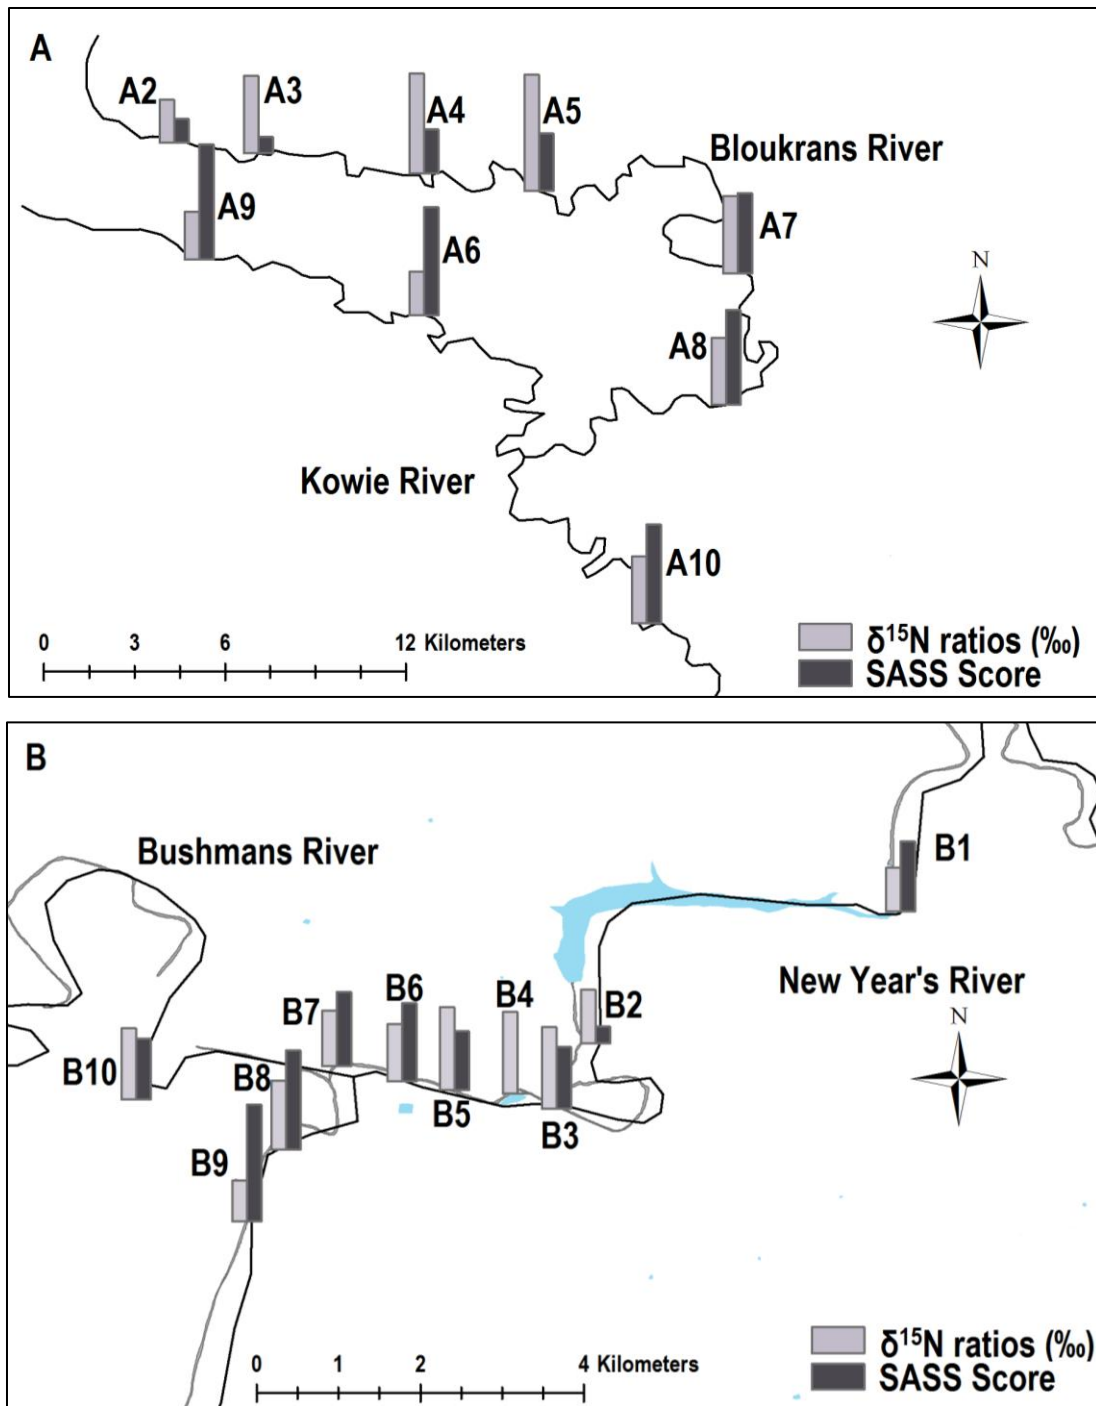 A
A2
A3
A4
A5
Bloukrans River
A9
A6
A7
N
A8
Kowie River
A10
0 3 6 12 Kilometers
δ¹⁵N ratios (‰)
SASS Score
B
Bushmans River
B1
New Year's River
B7
B6
B4
B2
N
B10
B8
B5
B3
B9
0 1 2 4 Kilometers
δ¹⁵N ratios (‰)
SASS Score